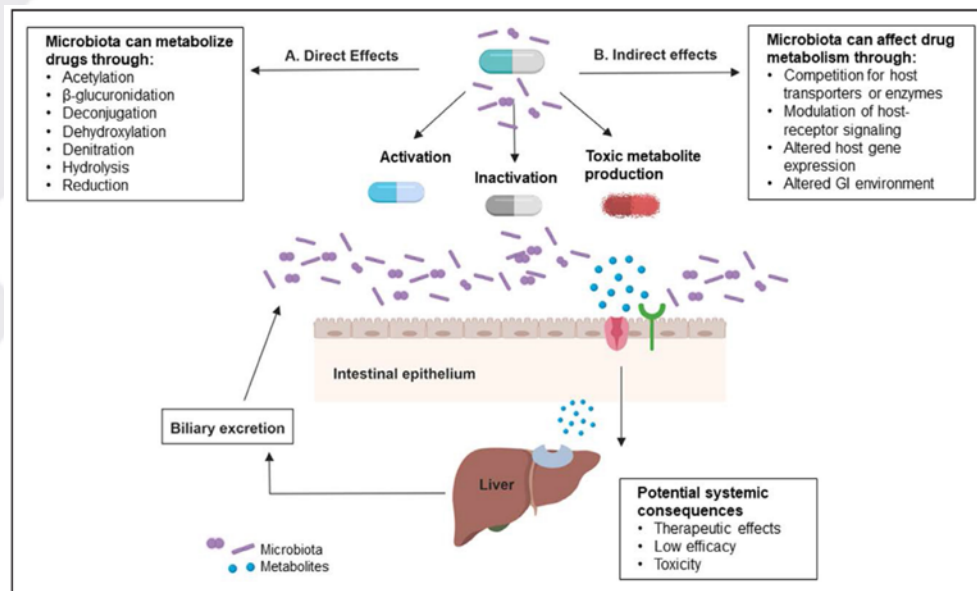 Microbiota can metabolize
drugs through:
• Acetylation
• β-glucuronidation
• Deconjugation
• Dehydroxylation
• Denitration
• Hydrolysis
• Reduction
A. Direct Effects
B. Indirect effects
Microbiota can affect drug
metabolism through:
• Competition for host
transporters or enzymes
• Modulation of host-
receptor signaling
• Altered host gene
expression
• Altered GI environment
Activation
Inactivation
Toxic metabolite
production
Intestinal epithelium
Biliary excretion
Liver
Potential systemic
consequences
• Therapeutic effects
• Low efficacy
• Toxicity
Microbiota
Metabolites